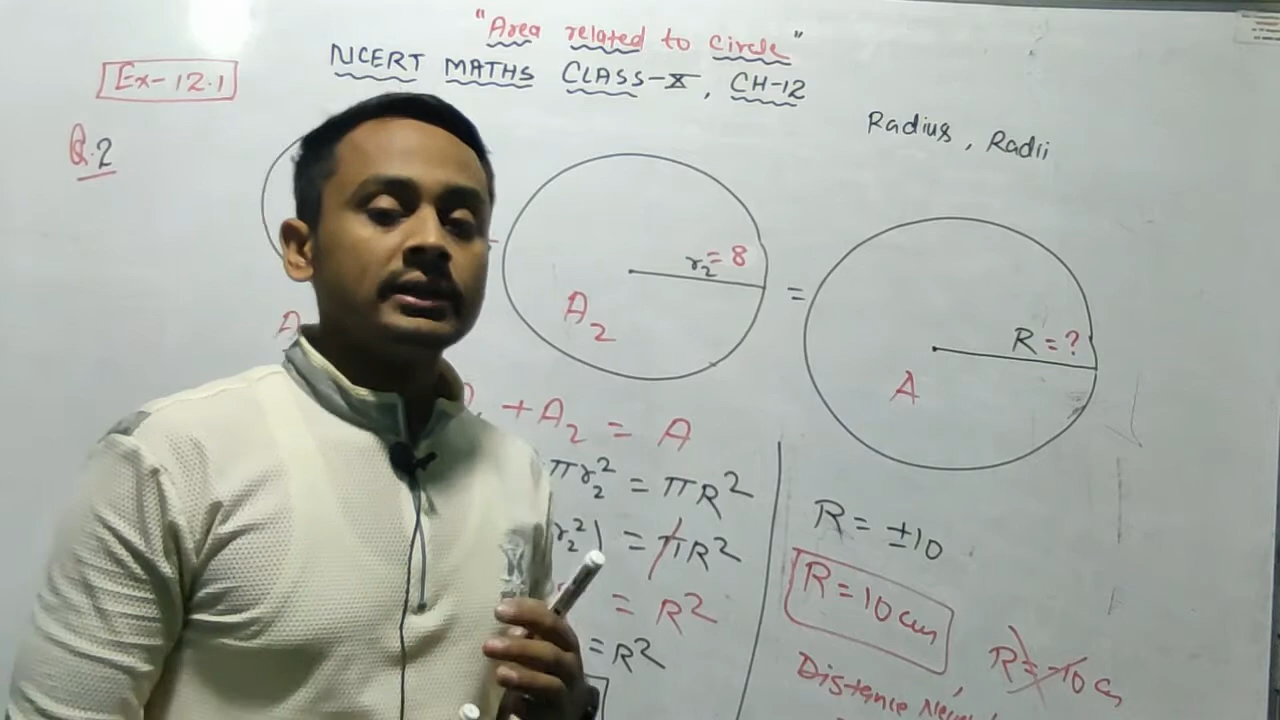 "Area related to circle"
NCERT MATHS CLASS-X, CH-12
Ex-12.1
Radius, Radii
Q.2
r₂ = 8
A₂
=
R = ?
A
A
+ A₂ = A
πr₂² = πR²
r₂²) = πR²
= R²
= R²
R = ±10
R = 10 cm
, R = -10 c
Distance